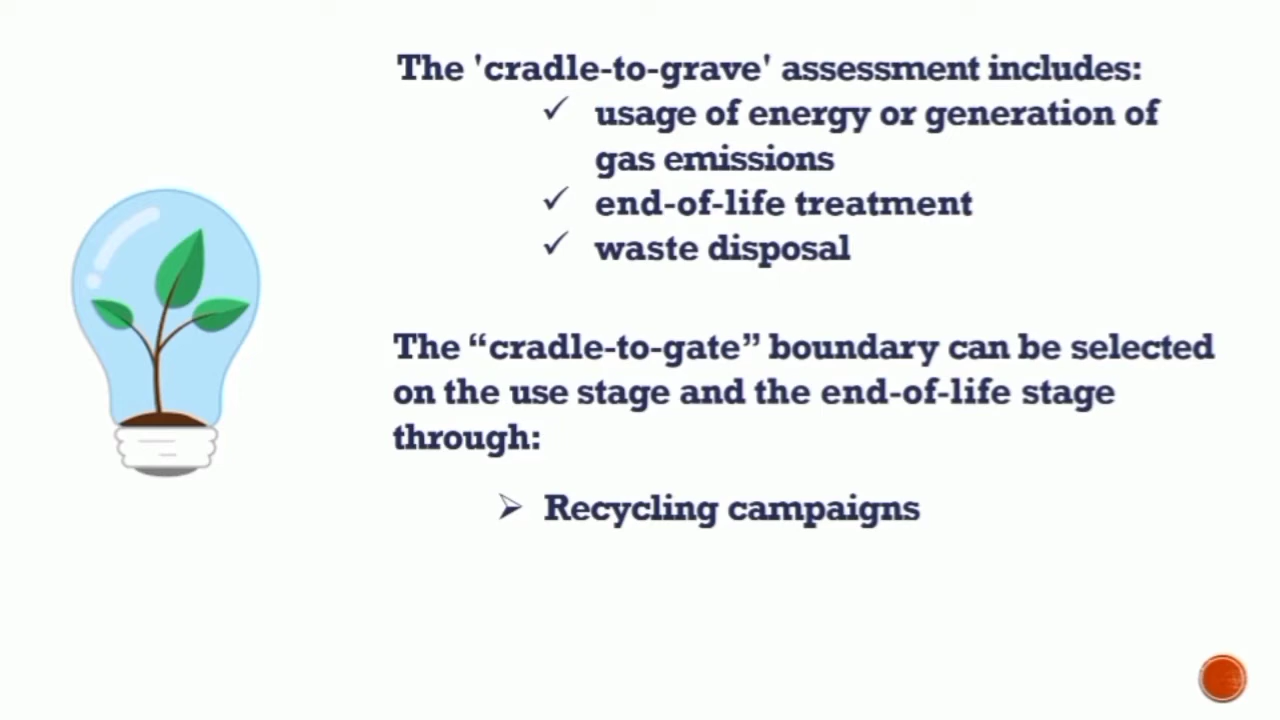 The 'cradle-to-grave' assessment includes:
✓ usage of energy or generation of
gas emissions
✓ end-of-life treatment
✓ waste disposal
The “cradle-to-gate” boundary can be selected
on the use stage and the end-of-life stage
through:
➢ Recycling campaigns